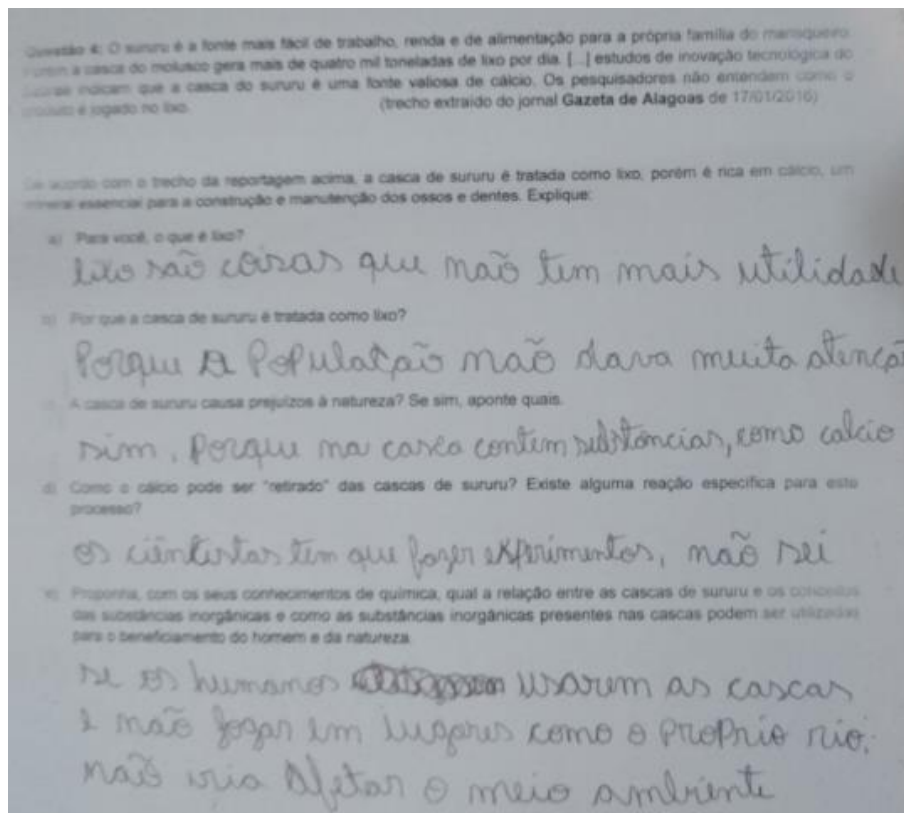 Questão 4: O sururu é a fonte mais fácil de trabalho, renda e de alimentação para a própria família do marisqueiro.
Porém a casca do molusco gera mais de quatro mil toneladas de lixo por dia. [...] estudos de inovação tecnológica do
indicam que a casca do sururu é uma fonte valiosa de cálcio. Os pesquisadores não entendem como o
produto é jogado no lixo. (trecho extraído do jornal Gazeta de Alagoas de 17/01/2016)
De acordo com o trecho da reportagem acima, a casca de sururu é tratada como lixo, porém é rica em cálcio, um
mineral essencial para a construção e manutenção dos ossos e dentes. Explique:
a) Para você, o que é lixo?
lixo são coisas que não tem mais utilidade
b) Por que a casca de sururu é tratada como lixo?
Porque A População não dava muita atençã
c) A casca de sururu causa prejuízos à natureza? Se sim, aponte quais.
sim, Porque na casca contem substâncias, como calcio
d) Como o cálcio pode ser "retirado" das cascas de sururu? Existe alguma reação específica para este
processo?
os cientistas tem que fazer experimentos, não sei
e) Proponha, com os seus conhecimentos de química, qual a relação entre as cascas de sururu e os conceitos
das substâncias inorgânicas e como as substâncias inorgânicas presentes nas cascas podem ser utilizadas
para o beneficiamento do homem e da natureza.
se os humanos usarem as cascas
e não jogar em lugares como o Proprio rio,
não iria Afetar o meio ambiente